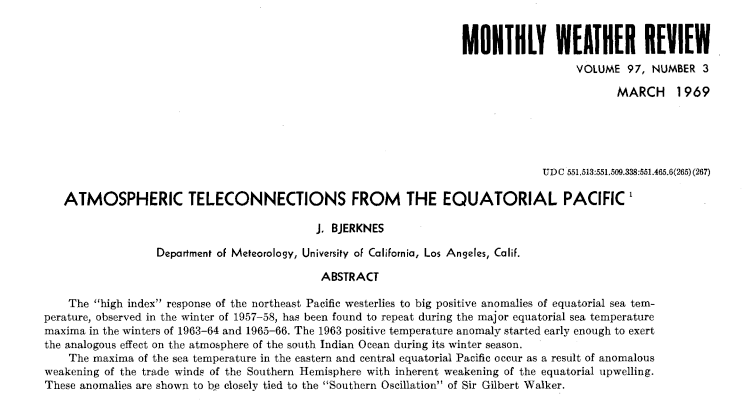 MONTHLY WEATHER REVIEW
VOLUME 97, NUMBER 3
MARCH 1969
UDC 551.513:551.509.338:551.465.6(265)(267)
ATMOSPHERIC TELECONNECTIONS FROM THE EQUATORIAL PACIFIC ¹
J. BJERKNES
Department of Meteorology, University of California, Los Angeles, Calif.
ABSTRACT
The "high index" response of the northeast Pacific westerlies to big positive anomalies of equatorial sea tem-
perature, observed in the winter of 1957–58, has been found to repeat during the major equatorial sea temperature
maxima in the winters of 1963–64 and 1965–66. The 1963 positive temperature anomaly started early enough to exert
the analogous effect on the atmosphere of the south Indian Ocean during its winter season.
The maxima of the sea temperature in the eastern and central equatorial Pacific occur as a result of anomalous
weakening of the trade winds of the Southern Hemisphere with inherent weakening of the equatorial upwelling.
These anomalies are shown to be closely tied to the "Southern Oscillation" of Sir Gilbert Walker.